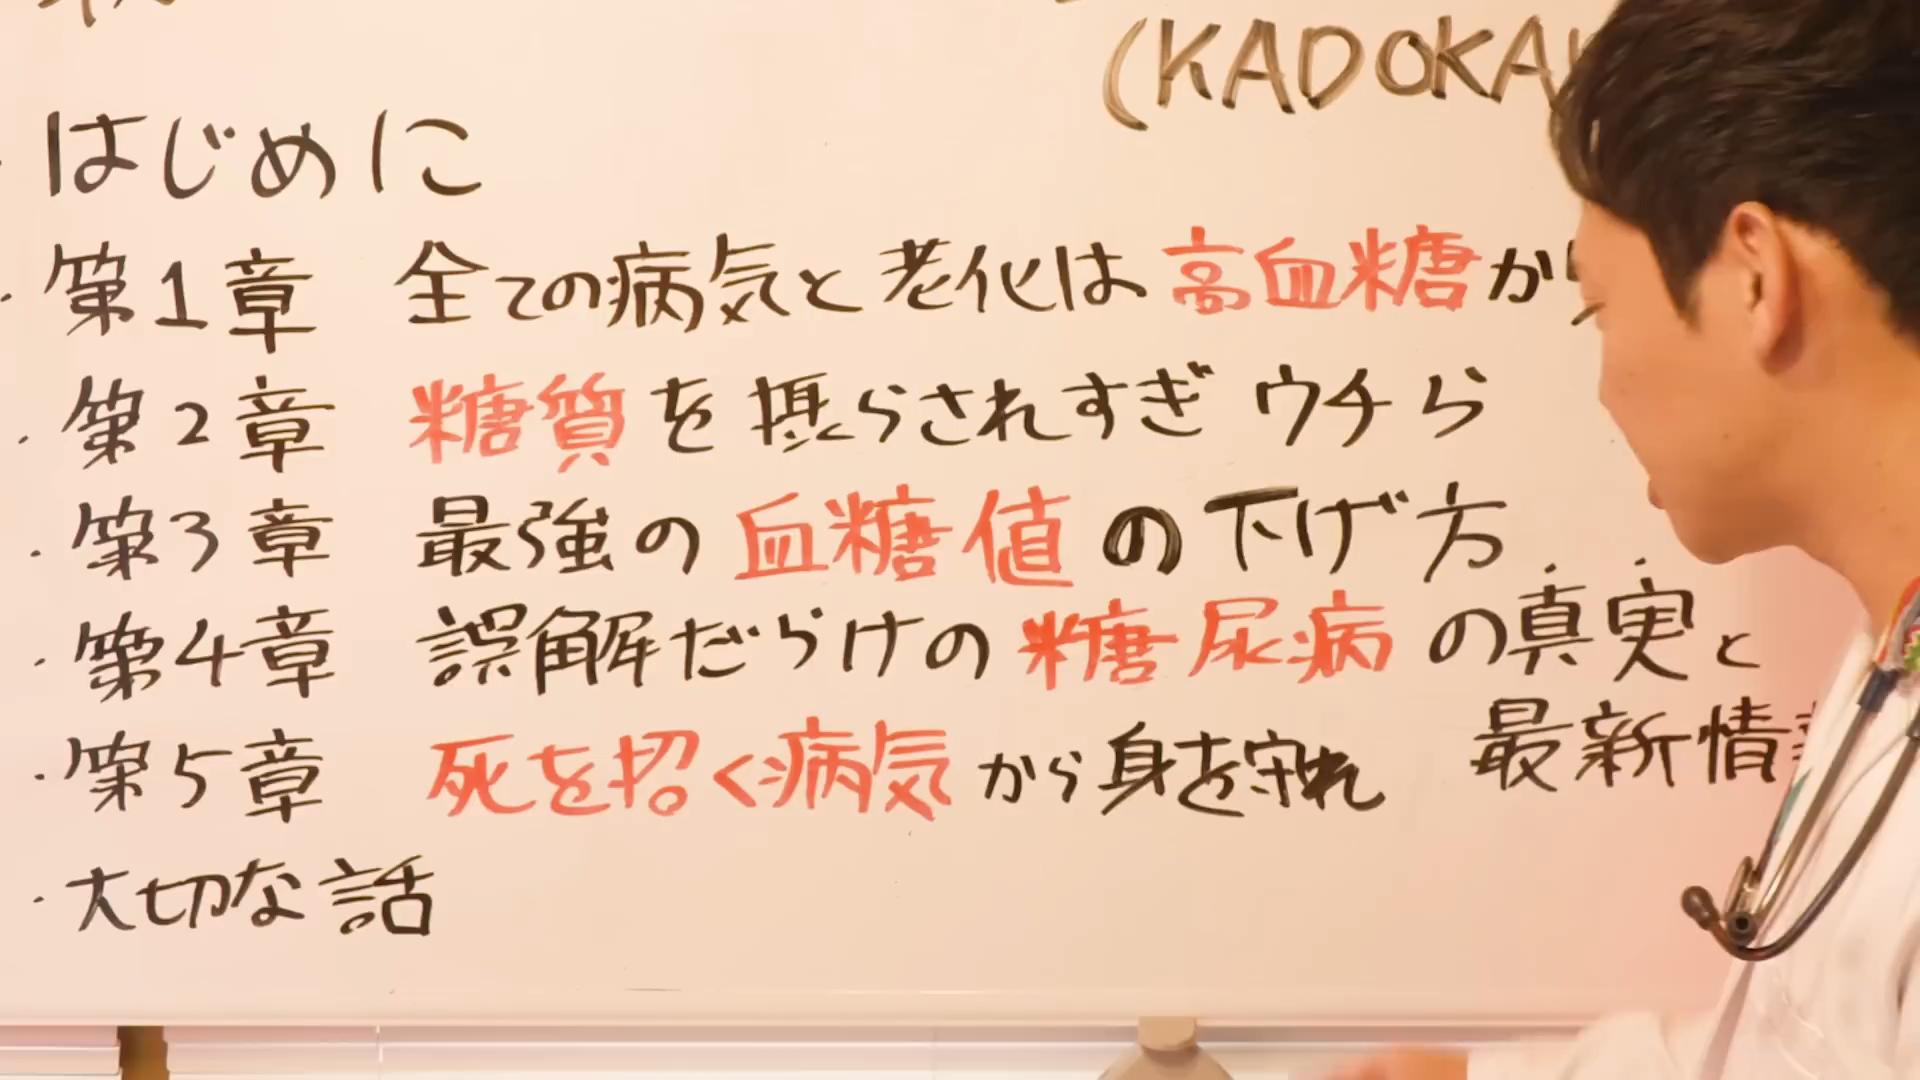 (KADOKA
・はじめに
・第1章 全ての病気と老化は高血糖か
・第2章 糖質を摂らされすぎウチら
・第3章 最強の血糖値の下げ方
・第4章 誤解だらけの糖尿病の真実と
最新情
・第5章 死を招く病気から身を守れ
・大切な話